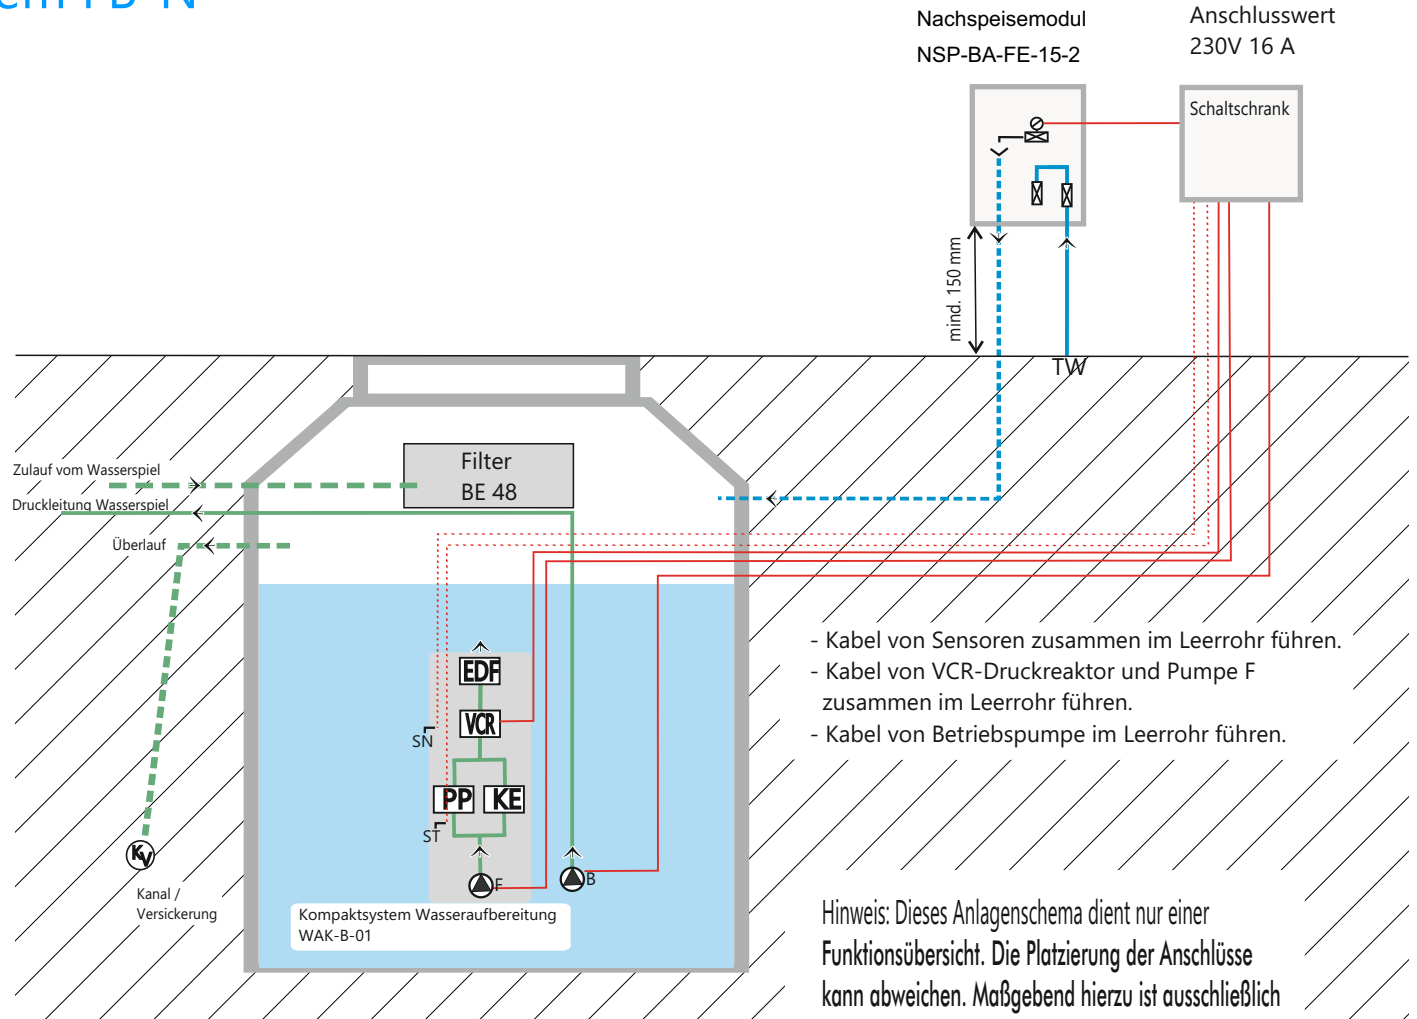 Nachspeisemodul
NSP-BA-FE-15-2
Anschlusswert
230V 16 A
Schaltschrank
mind. 150 mm
TW
Filter
BE 48
Zulauf vom Wasserspiel
Druckleitung Wasserspiel
Überlauf
EDF
VCR
SN
PP
KE
ST
F
B
KV
Kanal /
Versickerung
Kompaktsystem Wasseraufbereitung
WAK-B-01
- Kabel von Sensoren zusammen im Leerrohr führen.
- Kabel von VCR-Druckreaktor und Pumpe F
zusammen im Leerrohr führen.
- Kabel von Betriebspumpe im Leerrohr führen.
Hinweis: Dieses Anlagenschema dient nur einer
Funktionsübersicht. Die Platzierung der Anschlüsse
kann abweichen. Maßgebend hierzu ist ausschließlich